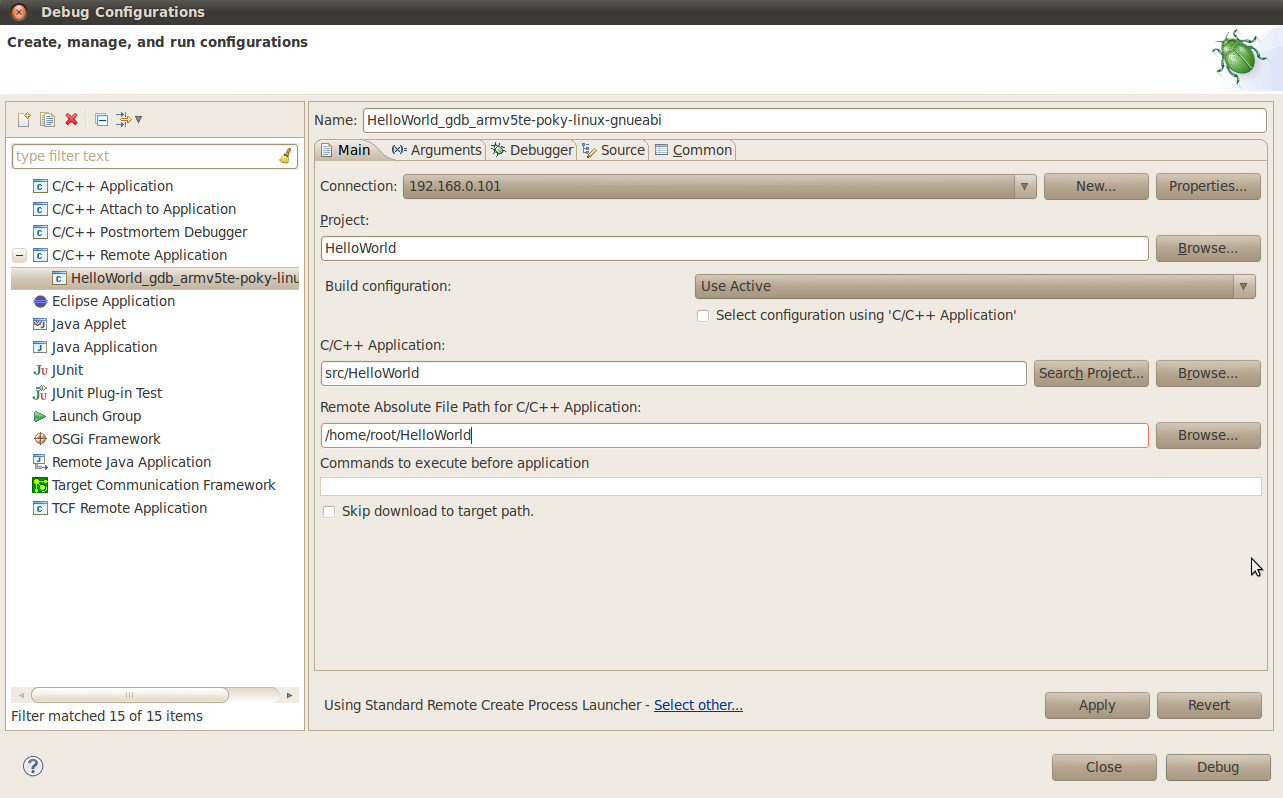 Debug Configurations
Create, manage, and run configurations
type filter text
C/C++ Application
C/C++ Attach to Application
C/C++ Postmortem Debugger
C/C++ Remote Application
HelloWorld_gdb_armv5te-poky-linu
Eclipse Application
Java Applet
Java Application
JUnit
JUnit Plug-in Test
Launch Group
OSGi Framework
Remote Java Application
Target Communication Framework
TCF Remote Application
Filter matched 15 of 15 items
Name: HelloWorld_gdb_armv5te-poky-linux-gnueabi
Main Arguments Debugger Source Common
Connection: 192.168.0.101 New... Properties...
Project:
HelloWorld Browse...
Build configuration: Use Active
Select configuration using 'C/C++ Application'
C/C++ Application:
src/HelloWorld Search Project... Browse...
Remote Absolute File Path for C/C++ Application:
/home/root/HelloWorld Browse...
Commands to execute before application
Skip download to target path.
Using Standard Remote Create Process Launcher - Select other... Apply Revert
? Close Debug